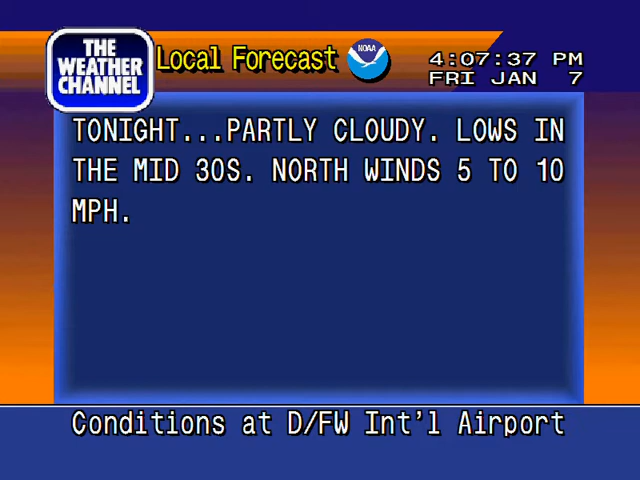 THE
WEATHER
CHANNEL
Local Forecast
NOAA
4:07:37 PM
FRI JAN 7
TONIGHT...PARTLY CLOUDY. LOWS IN
THE MID 30S. NORTH WINDS 5 TO 10
MPH.
Conditions at D/FW Int'l Airport